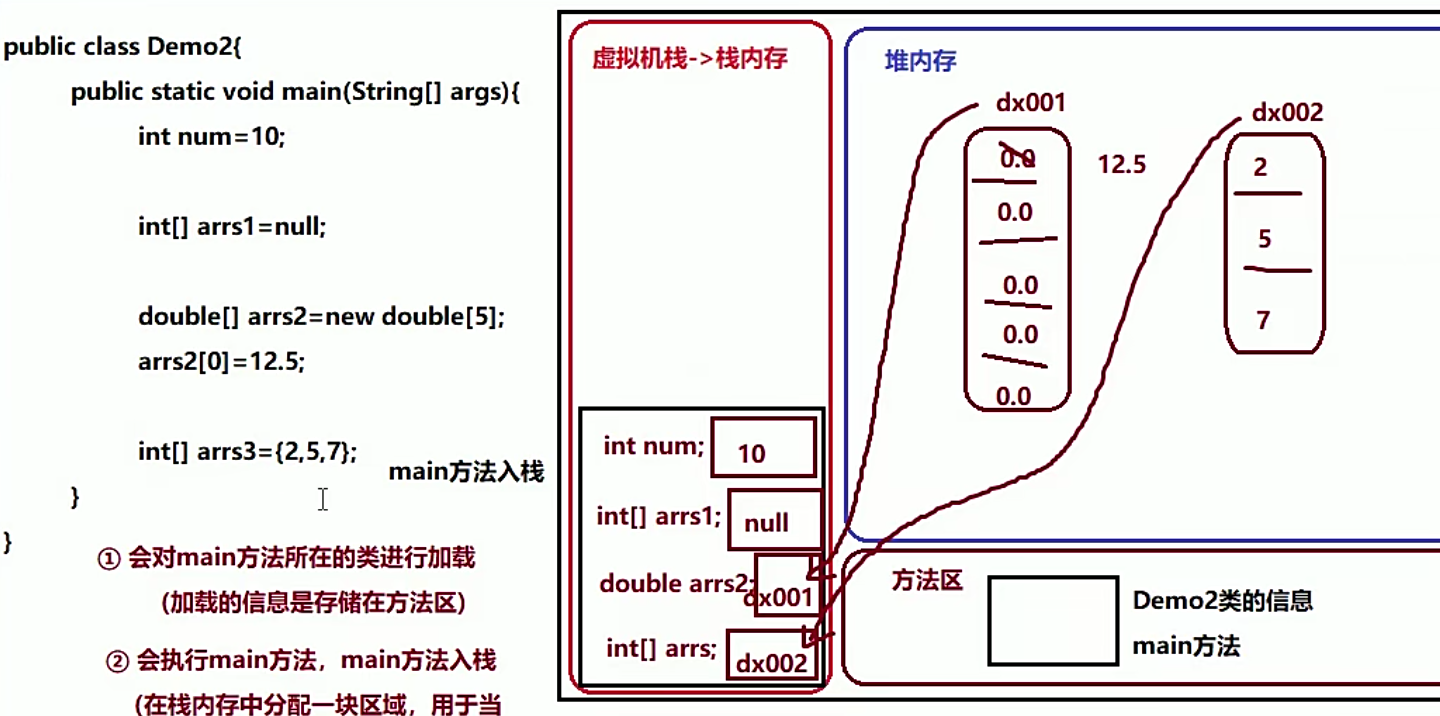 public class Demo2{
public static void main(String[] args){
int num=10;
int[] arrs1=null;
double[] arrs2=new double[5];
arrs2[0]=12.5;
int[] arrs3={2,5,7};
main方法入栈
}
}
① 会对main方法所在的类进行加载
(加载的信息是存储在方法区)
② 会执行main方法，main方法入栈
(在栈内存中分配一块区域，用于当
虚拟机栈->栈内存
int num;
10
int[] arrs1;
null
double arrs2;
dx001
int[] arrs;
dx002
堆内存
dx001
0.0
12.5
0.0
0.0
0.0
0.0
dx002
2
5
7
方法区
Demo2类的信息
main方法